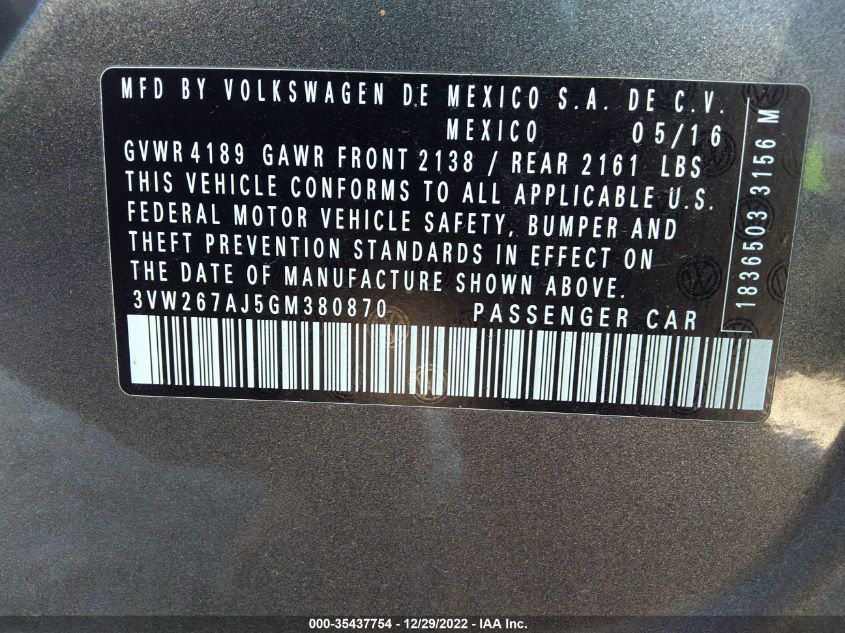 MFD BY VOLKSWAGEN DE MEXICO S.A. DE C.V.
MEXICO 05/16
GVWR 4189 GAWR FRONT 2138 / REAR 2161 LBS
THIS VEHICLE CONFORMS TO ALL APPLICABLE U.S.
FEDERAL MOTOR VEHICLE SAFETY, BUMPER AND
THEFT PREVENTION STANDARDS IN EFFECT ON
THE DATE OF MANUFACTURE SHOWN ABOVE.
3VW267AJ5GM380870 PASSENGER CAR
1836503 3156 M
000-35437754 - 12/29/2022 - IAA Inc.